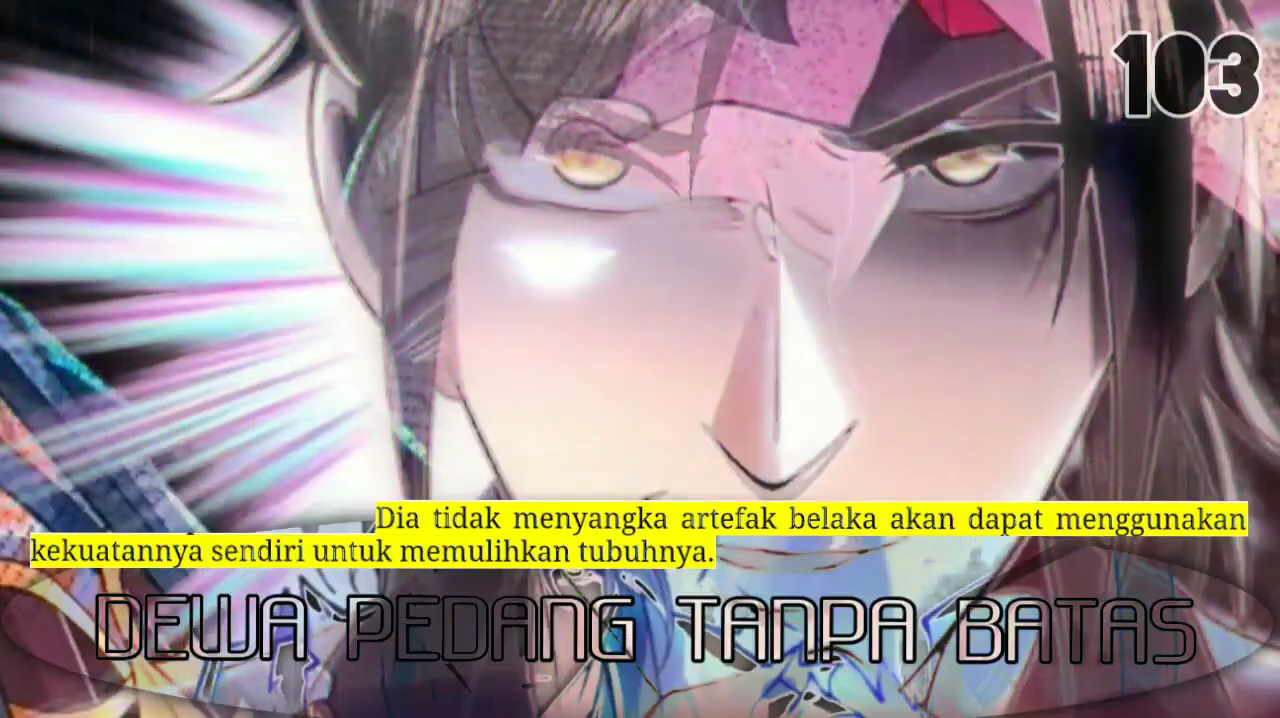 103
Dia tidak menyangka artefak belaka akan dapat menggunakan
kekuatannya sendiri untuk memulihkan tubuhnya.
DEWA PEDANG TANPA BATAS